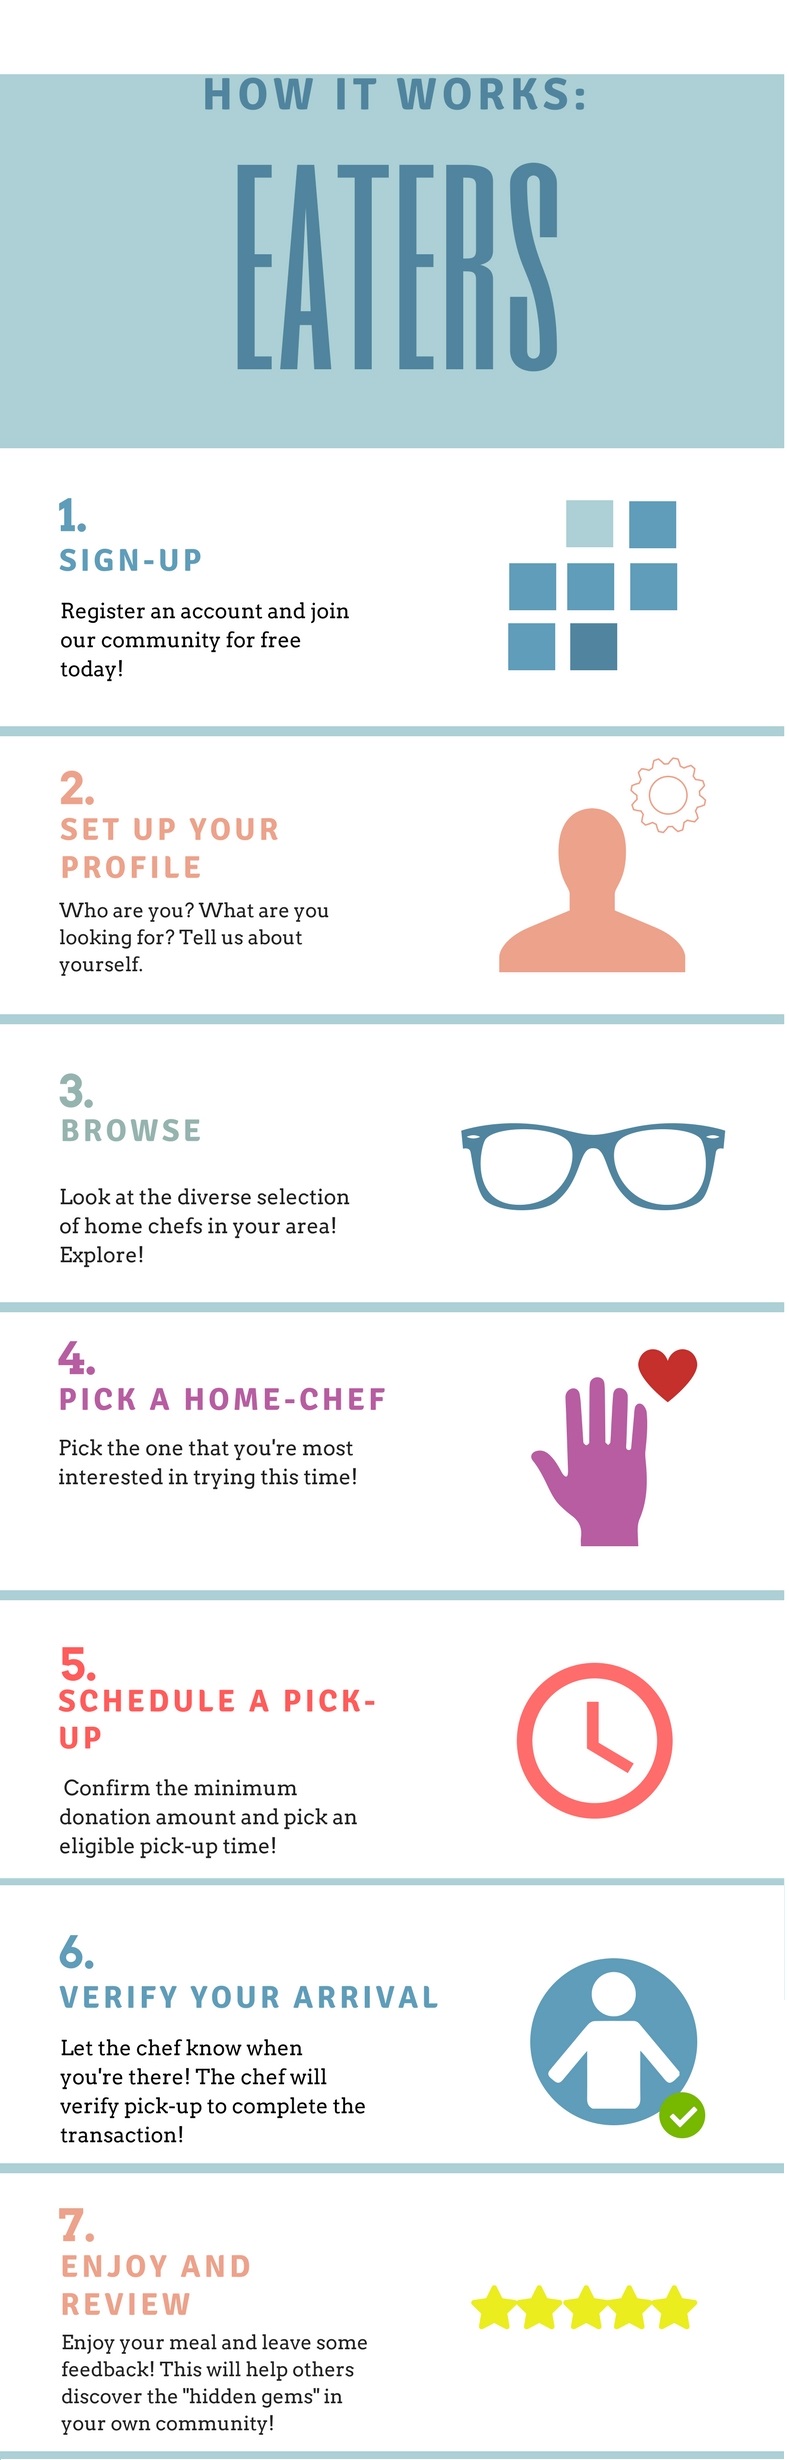 HOW IT WORKS:
EATERS
1.
SIGN-UP
Register an account and join
our community for free
today!
2.
SET UP YOUR
PROFILE
Who are you? What are you
looking for? Tell us about
yourself.
3.
BROWSE
Look at the diverse selection
of home chefs in your area!
Explore!
4.
PICK A HOME-CHEF
Pick the one that you're most
interested in trying this time!
5.
SCHEDULE A PICK-
UP
Confirm the minimum
donation amount and pick an
eligible pick-up time!
6.
VERIFY YOUR ARRIVAL
Let the chef know when
you're there! The chef will
verify pick-up to complete the
transaction!
7.
ENJOY AND
REVIEW
Enjoy your meal and leave some
feedback! This will help others
discover the "hidden gems" in
your own community!